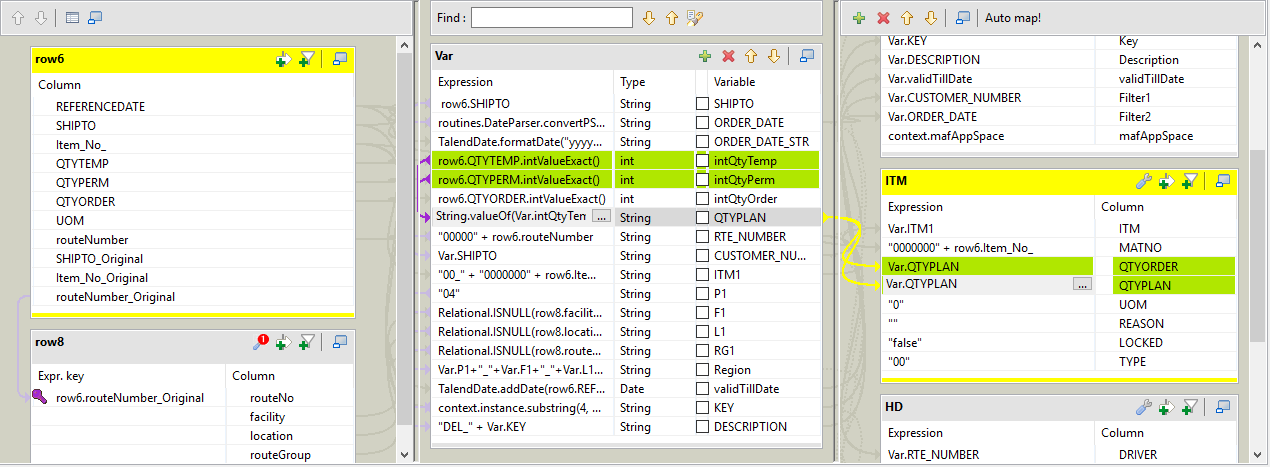 Find :
Auto map!
row6
Column
REFERENCEDATE
SHIPTO
Item_No_
QTYTEMP
QTYPERM
QTYORDER
UOM
routeNumber
SHIPTO_Original
Item_No_Original
routeNumber_Original
row8
1
Expr. key Column
row6.routeNumber_Original routeNo
facility
location
routeGroup
Var
Expression Type Variable
row6.SHIPTO String SHIPTO
routines.DateParser.convertPS... String ORDER_DATE
TalendDate.formatDate("yyyy... String ORDER_DATE_STR
row6.QTYTEMP.intValueExact() int intQtyTemp
row6.QTYPERM.intValueExact() int intQtyPerm
row6.QTYORDER.intValueExact() int intQtyOrder
String.valueOf(Var.intQtyTem ... String QTYPLAN
"00000" + row6.routeNumber String RTE_NUMBER
Var.SHIPTO String CUSTOMER_NU...
"00_" + "0000000" + row6.Ite... String ITM1
"04" String P1
Relational.ISNULL(row8.facilit... String F1
Relational.ISNULL(row8.locati... String L1
Relational.ISNULL(row8.route... String RG1
Var.P1+"_"+Var.F1+"_"+Var.L1... String Region
TalendDate.addDate(row6.REF... Date validTillDate
context.instance.substring(4, ... String KEY
"DEL_" + Var.KEY String DESCRIPTION
Var.KEY Key
Var.DESCRIPTION Description
Var.validTillDate validTillDate
Var.CUSTOMER_NUMBER Filter1
Var.ORDER_DATE Filter2
context.mafAppSpace mafAppSpace
ITM
Expression Column
Var.ITM1 ITM
"0000000" + row6.Item_No_ MATNO
Var.QTYPLAN QTYORDER
Var.QTYPLAN ... QTYPLAN
"0" UOM
"" REASON
"false" LOCKED
"00" TYPE
HD
Expression Column
Var.RTE_NUMBER DRIVER